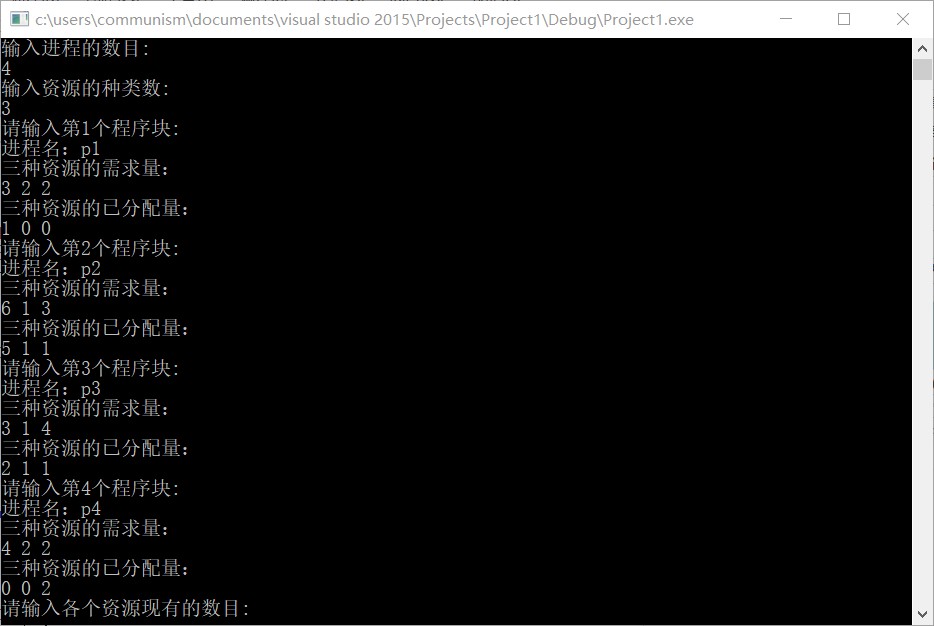 c:\users\communism\documents\visual studio 2015\Projects\Project1\Debug\Project1.exe
输入进程的数目:
4
输入资源的种类数:
3
请输入第1个程序块:
进程名：p1
三种资源的需求量：
3 2 2
三种资源的已分配量：
1 0 0
请输入第2个程序块:
进程名：p2
三种资源的需求量：
6 1 3
三种资源的已分配量：
5 1 1
请输入第3个程序块:
进程名：p3
三种资源的需求量：
3 1 4
三种资源的已分配量：
2 1 1
请输入第4个程序块:
进程名：p4
三种资源的需求量：
4 2 2
三种资源的已分配量：
0 0 2
请输入各个资源现有的数目: